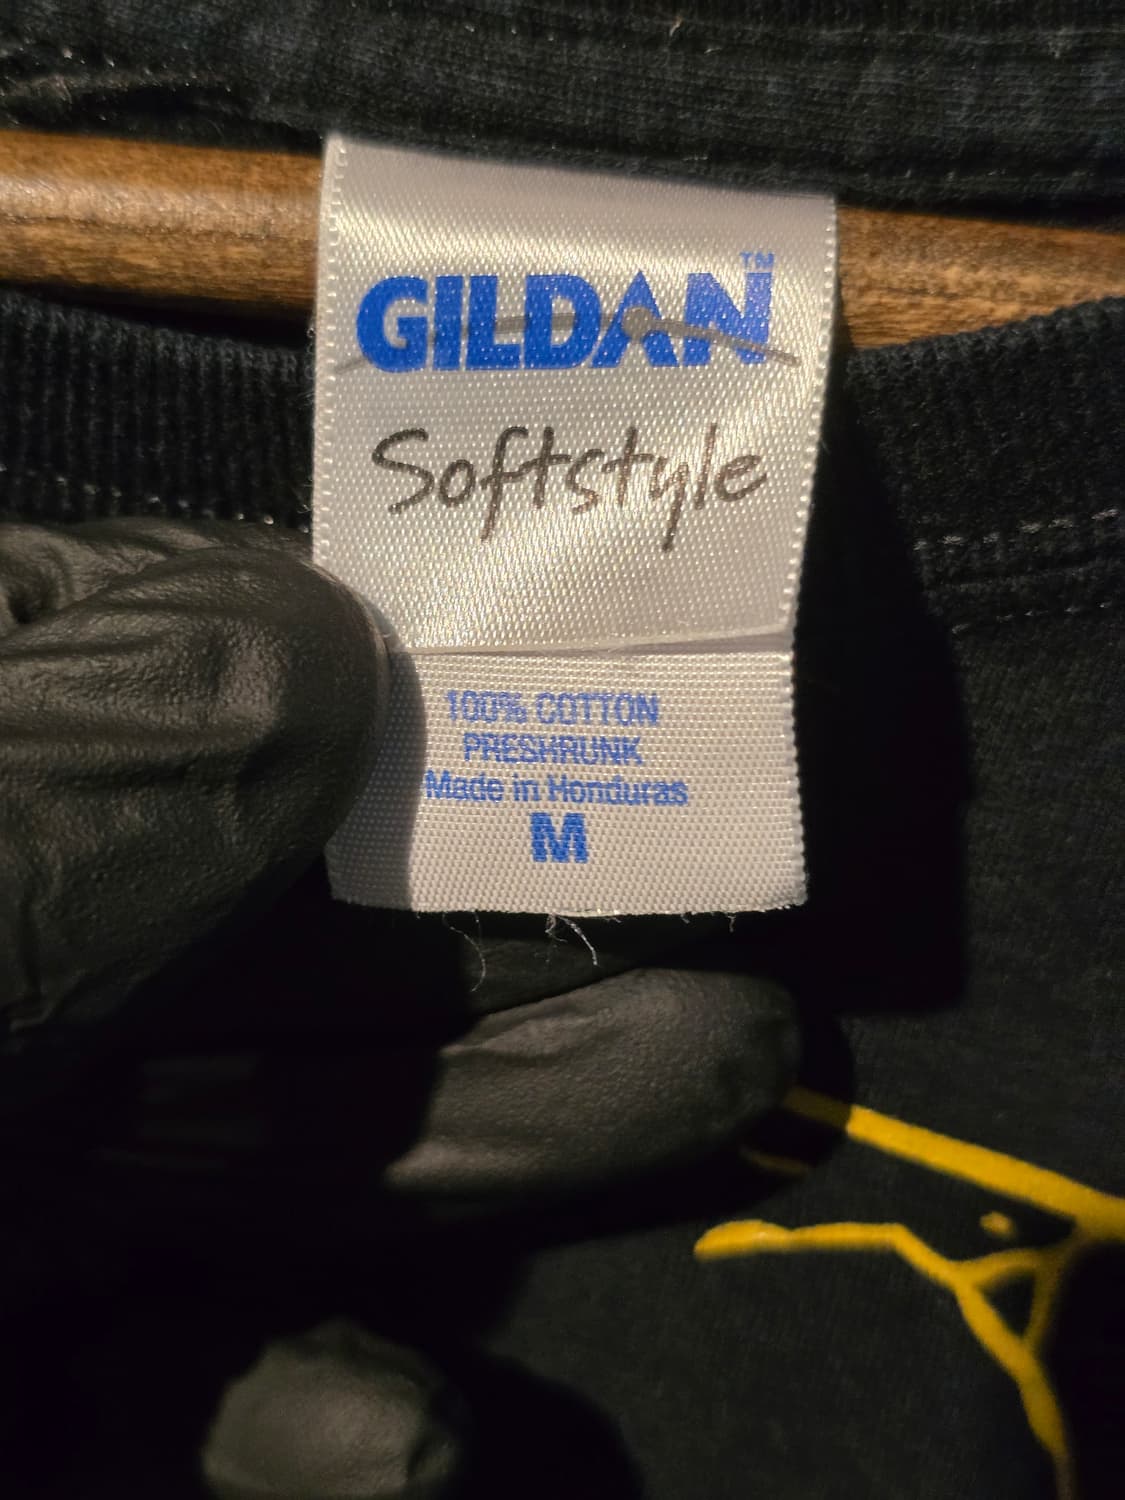 GILDAN™
Softstyle
100% COTTON
PRESHRUNK
Made in Honduras
M